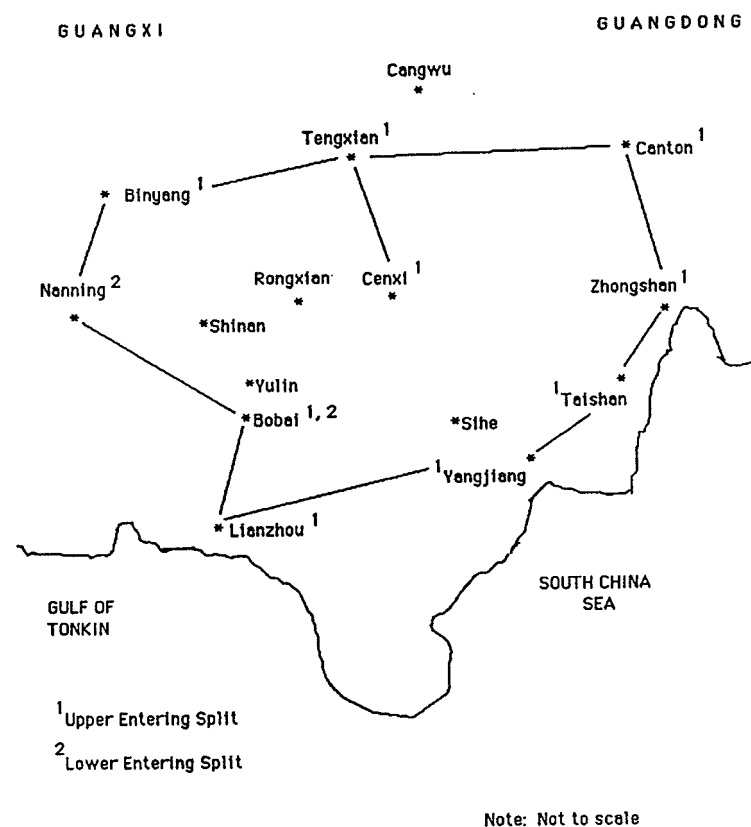 GUANGXI
GUANGDONG
Cangwu
Tengxian 1
Canton 1
Binyang 1
Nanning 2
Rongxian
Cenxi 1
Zhongshan 1
Shinan
Yulin
1 Taishan
Bobai 1, 2
Sihe
1 Yangjiang
Lianzhou 1
SOUTH CHINA
SEA
GULF OF
TONKIN
1 Upper Entering Split
2 Lower Entering Split
Note: Not to scale